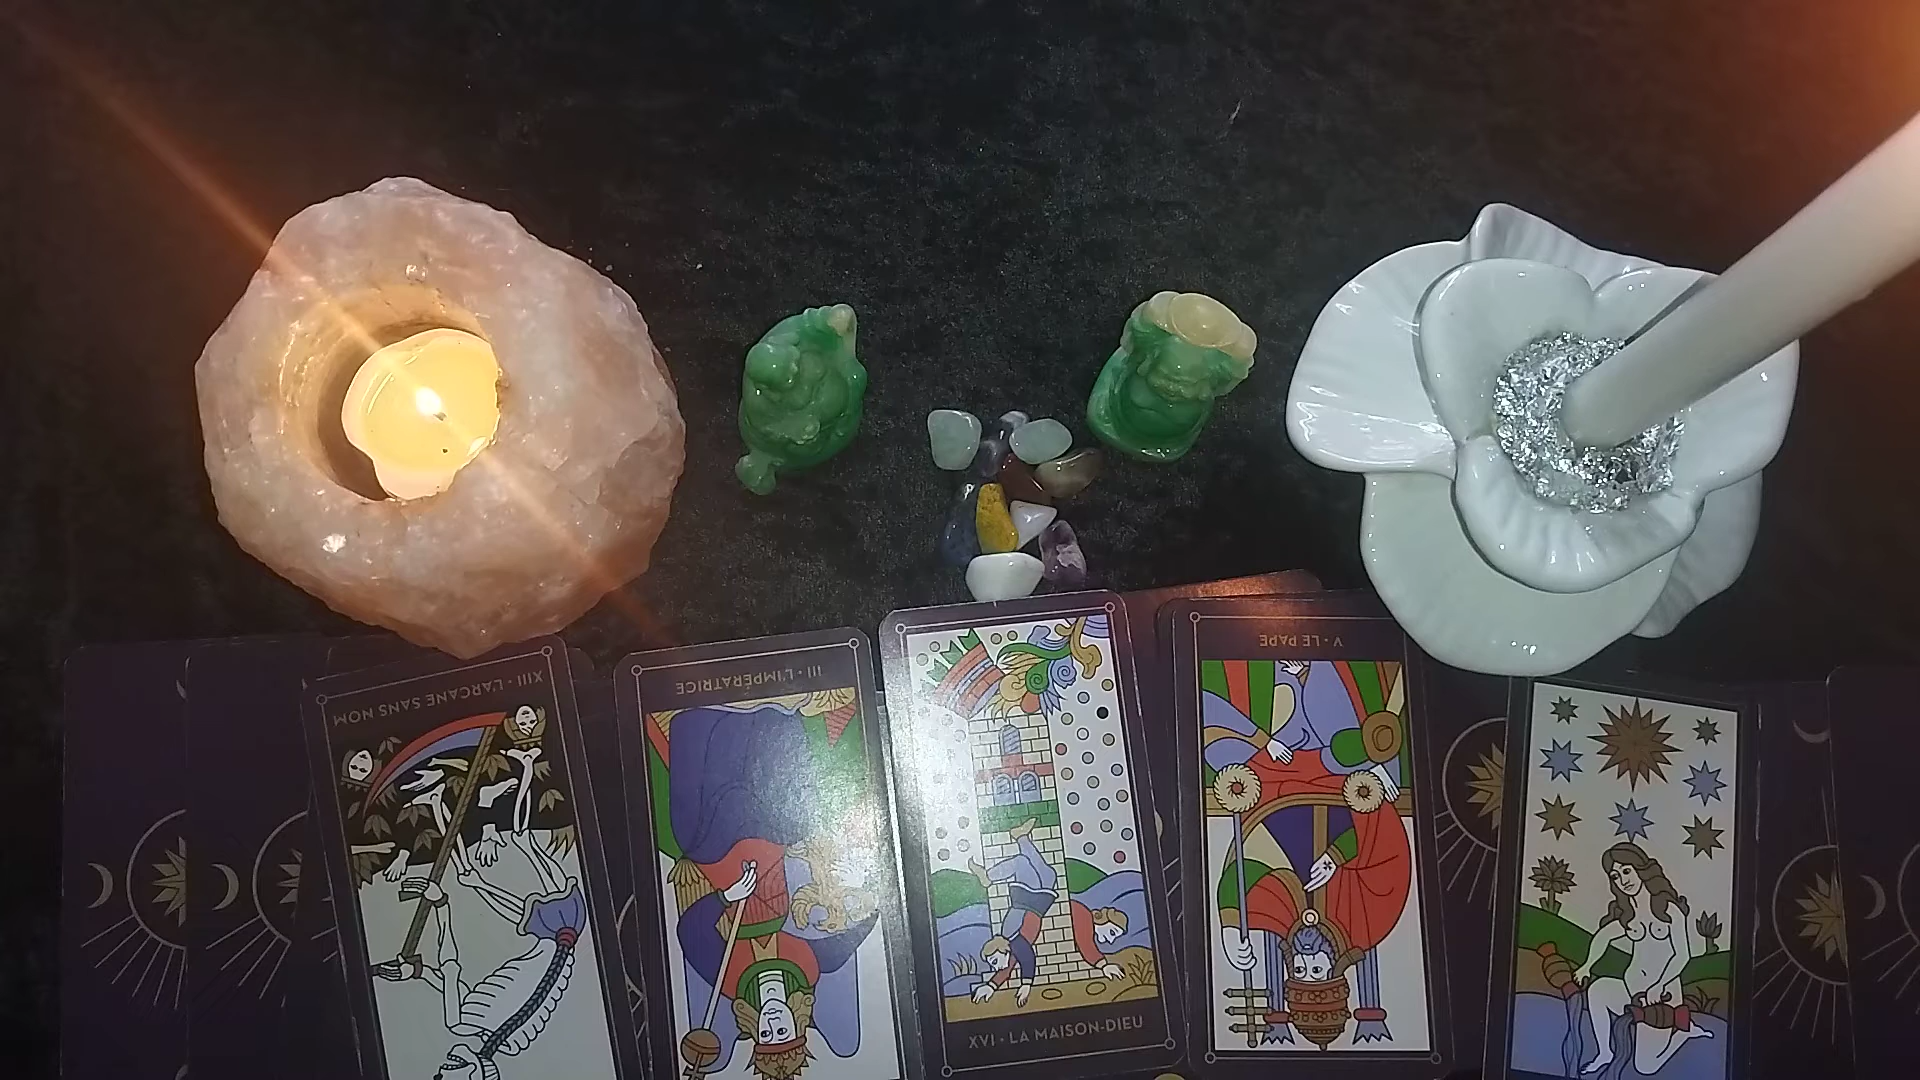 XIII • L'ARCANE SANS NOM
III • L'IMPÉRATRICE
XVI • LA MAISON-DIEU
V • LE PAPE